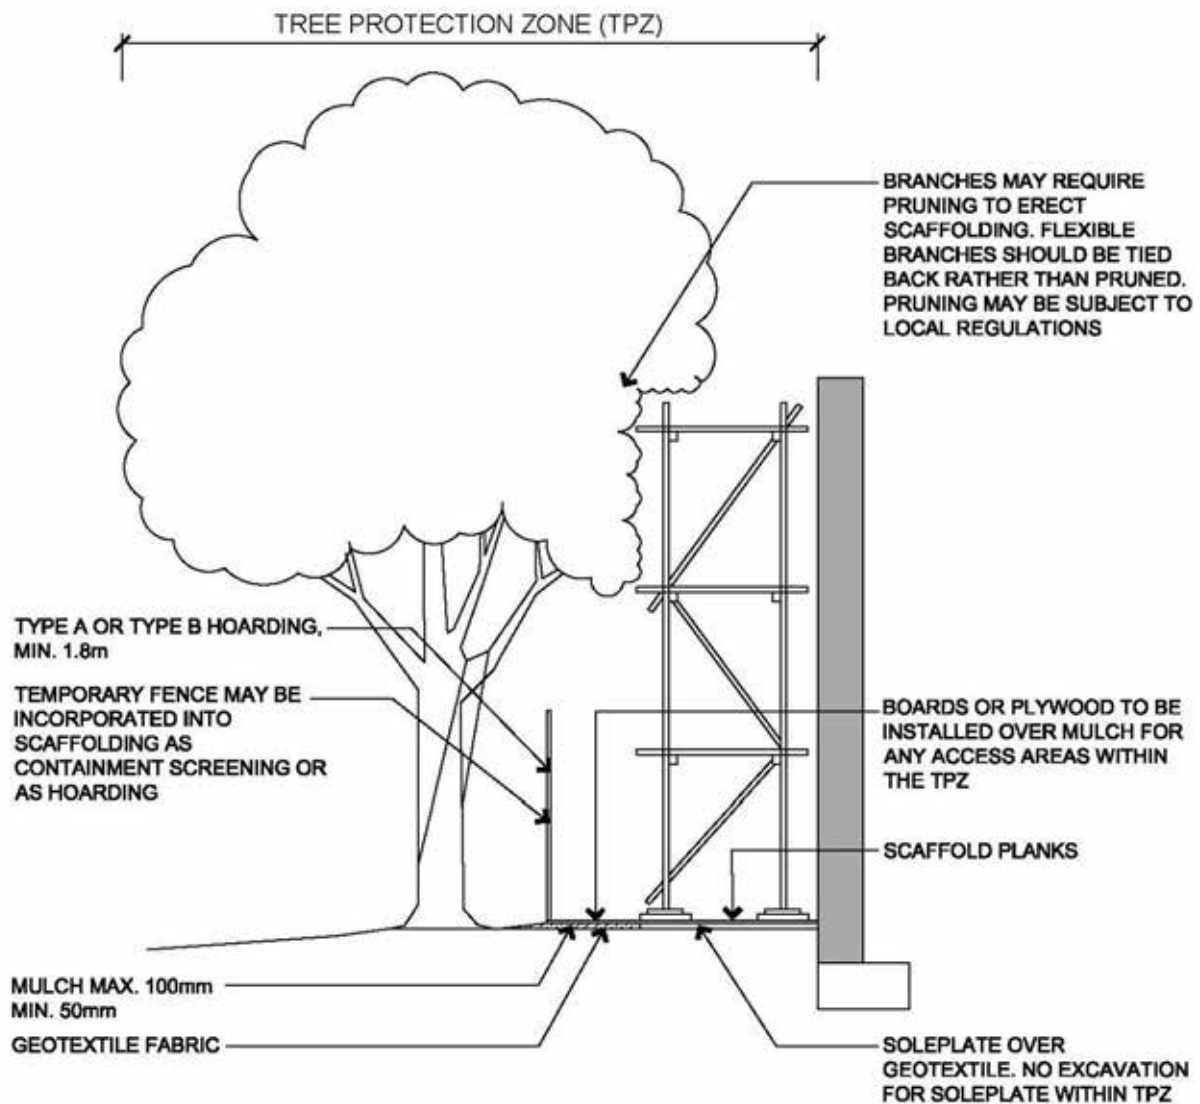 TREE PROTECTION ZONE (TPZ)
BRANCHES MAY REQUIRE
PRUNING TO ERECT
SCAFFOLDING. FLEXIBLE
BRANCHES SHOULD BE TIED
BACK RATHER THAN PRUNED.
PRUNING MAY BE SUBJECT TO
LOCAL REGULATIONS
TYPE A OR TYPE B HOARDING,
MIN. 1.8m
TEMPORARY FENCE MAY BE
INCORPORATED INTO
SCAFFOLDING AS
CONTAINMENT SCREENING OR
AS HOARDING
BOARDS OR PLYWOOD TO BE
INSTALLED OVER MULCH FOR
ANY ACCESS AREAS WITHIN
THE TPZ
SCAFFOLD PLANKS
MULCH MAX. 100mm
MIN. 50mm
GEOTEXTILE FABRIC
SOLEPLATE OVER
GEOTEXTILE. NO EXCAVATION
FOR SOLEPLATE WITHIN TPZ